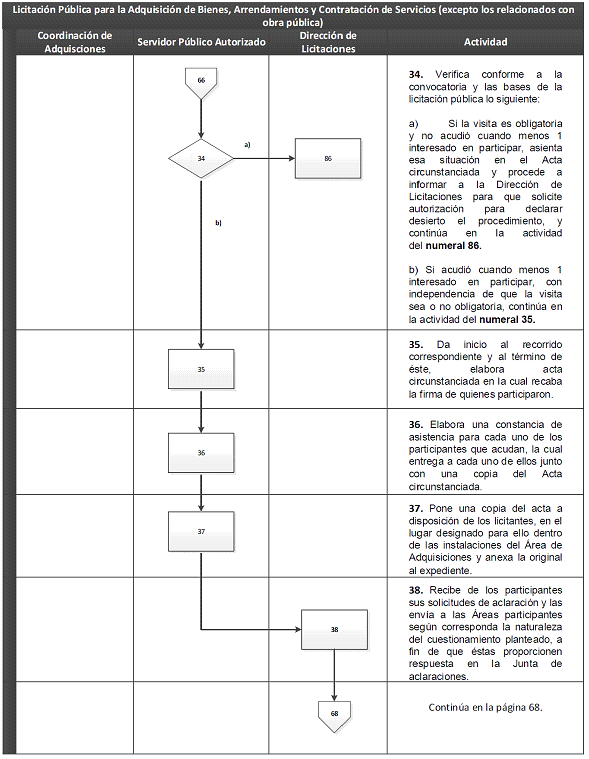 Licitación Pública para la Adquisición de Bienes, Arrendamientos y Contratación de Servicios (excepto los relacionados con
obra pública)
Coordinación de
Adquisciones
Servidor Público Autorizado
Dirección de
Licitaciones
Actividad
66
34
a)
86
b)
34. Verifica conforme a la
convocatoria y las bases de la
licitación pública lo siguiente:
a) Si la visita es obligatoria
y no acudió cuando menos 1
interesado en participar, asienta
esa situación en el Acta
circunstanciada y procede a
informar a la Dirección de
Licitaciones para que solicite
autorización para declarar
desierto el procedimiento, y
continúa en la actividad
del numeral 86.
b) Si acudió cuando menos 1
interesado en participar, con
independencia de que la visita
sea o no obligatoria, continúa en
la actividad del numeral 35.
35
35. Da inicio al recorrido
correspondiente y al término de
éste, elabora acta
circunstanciada en la cual recaba
la firma de quienes participaron.
36
36. Elabora una constancia de
asistencia para cada uno de los
participantes que acudan, la cual
entrega a cada uno de ellos junto
con una copia del Acta
circunstanciada.
37
37. Pone una copia del acta a
disposición de los licitantes, en el
lugar designado para ello dentro
de las instalaciones del Área de
Adquisiciones y anexa la original
al expediente.
38
38. Recibe de los participantes
sus solicitudes de aclaración y las
envía a las Áreas participantes
según corresponda la naturaleza
del cuestionamiento planteado, a
fin de que éstas proporcionen
respuesta en la Junta de
aclaraciones.
68
Continúa en la página 68.